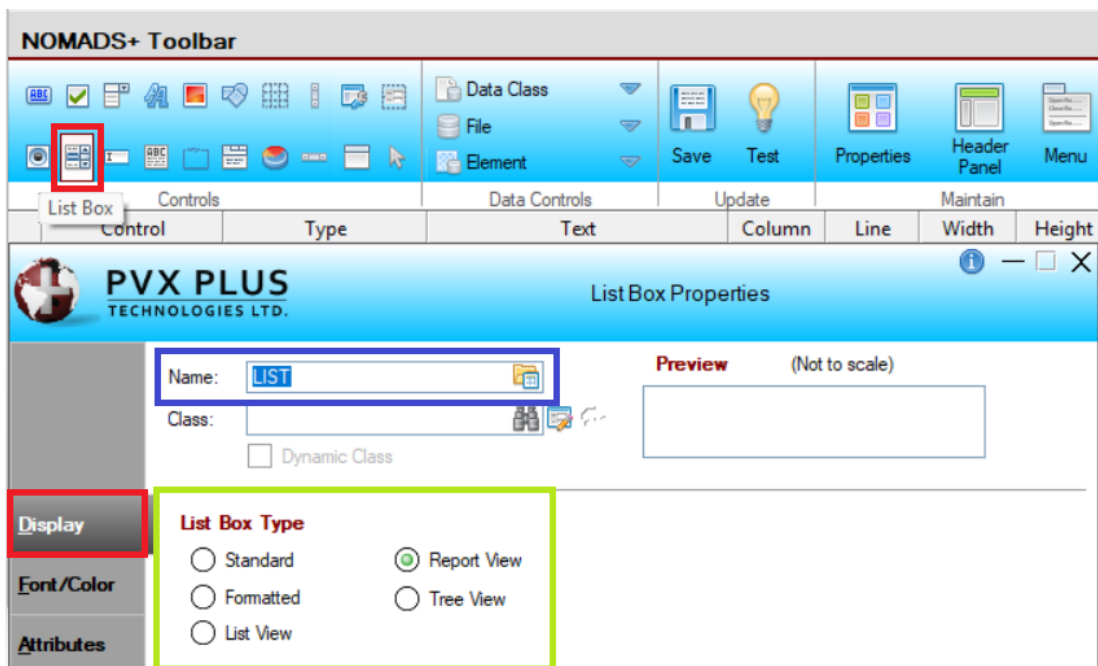 NOMADS+ Toolbar
ABC
Data Class
File
ABC
Element
Save Test Properties Header Panel Menu
List Box
Controls Data Controls Update Maintain
Control Type Text Column Line Width Height
PVX PLUS
TECHNOLOGIES LTD.
List Box Properties
Name: LIST
Preview (Not to scale)
Class:
Dynamic Class
Display
List Box Type
Standard Report View
Font/Color
Formatted Tree View
List View
Attributes